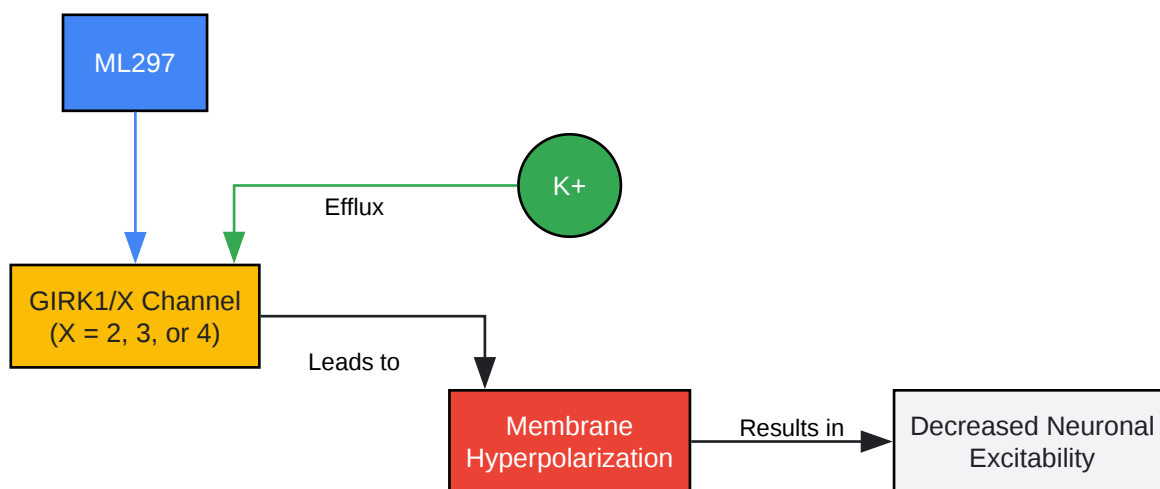 ML297
K+
Efflux
GIRK1/X Channel
(X = 2, 3, or 4)
Leads to
Membrane
Hyperpolarization
Results in
Decreased Neuronal
Excitability